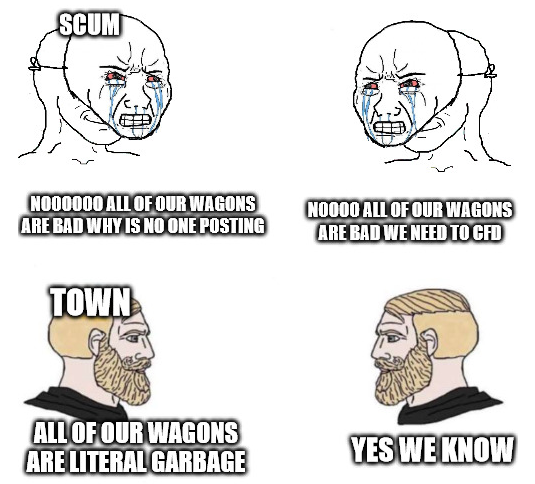 SCUM
NOOOOOO ALL OF OUR WAGONS
ARE BAD WHY IS NO ONE POSTING
NOOOO ALL OF OUR WAGONS
ARE BAD WE NEED TO CFD
TOWN
ALL OF OUR WAGONS
ARE LITERAL GARBAGE
YES WE KNOW